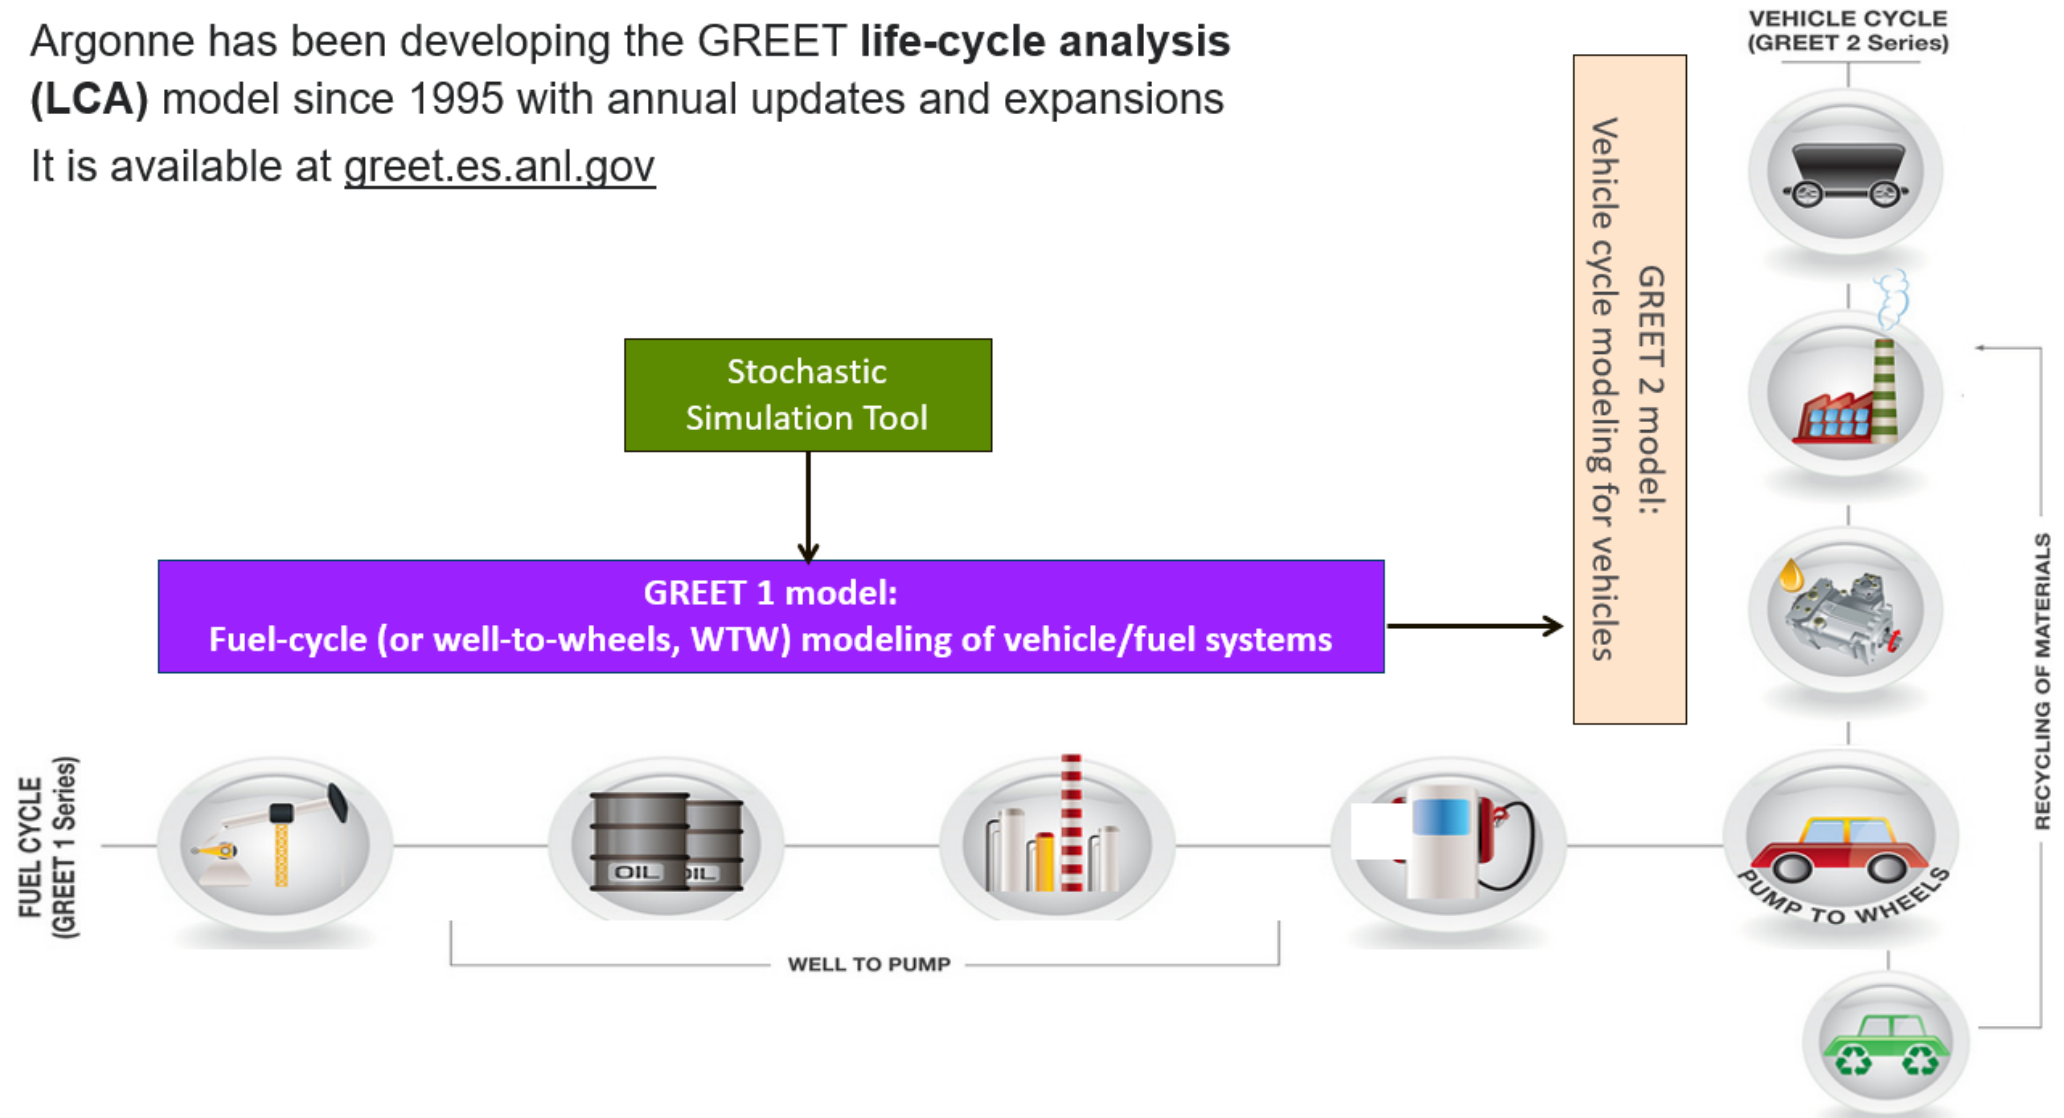 Argonne has been developing the GREET life-cycle analysis
(LCA) model since 1995 with annual updates and expansions
It is available at greet.es.anl.gov
VEHICLE CYCLE
(GREET 2 Series)
GREET 2 model:
Vehicle cycle modeling for vehicles
Stochastic
Simulation Tool
GREET 1 model:
Fuel-cycle (or well-to-wheels, WTW) modeling of vehicle/fuel systems
RECYCLING OF MATERIALS
FUEL CYCLE
(GREET 1 Series)
OIL
OIL
PUMP TO WHEELS
WELL TO PUMP